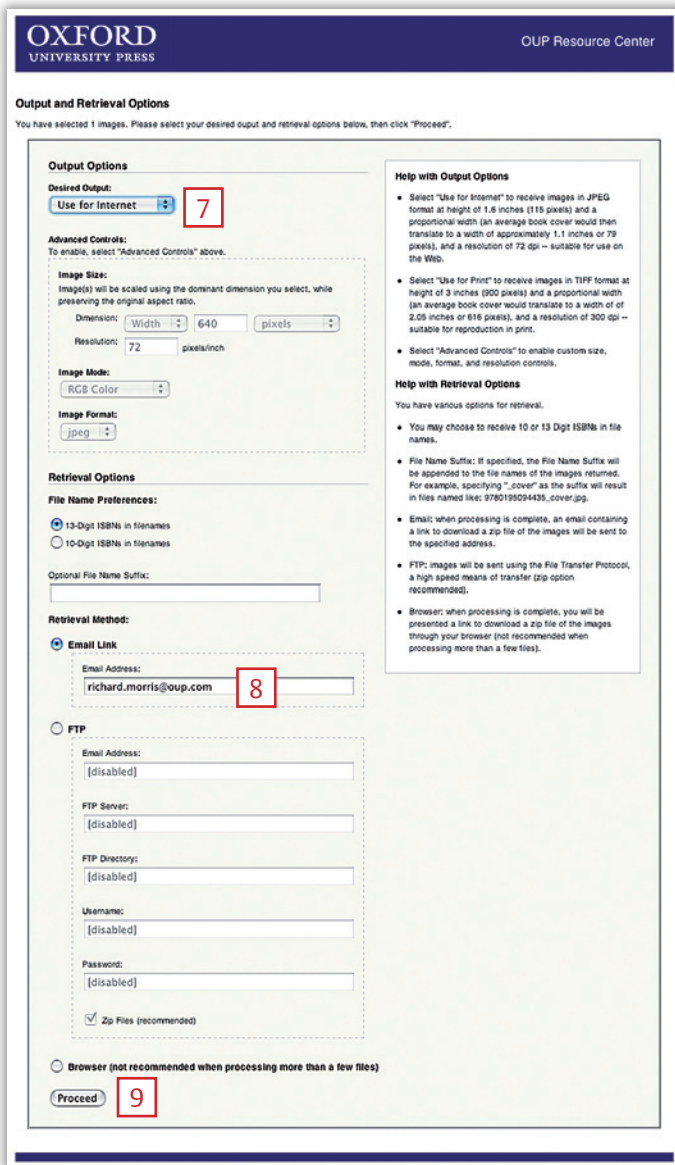 OXFORD
UNIVERSITY PRESS
OUP Resource Center
Output and Retrieval Options
You have selected 1 images. Please select your desired ouput and retrieval options below, then click "Proceed".
Output Options
Desired Output:
Use for Internet
7
Advanced Controls:
To enable, select "Advanced Controls" above.
Image Size:
Image(s) will be scaled using the dominant dimension you select, while
preserving the original aspect ratio.
Dimension: Width 640 pixels
Resolution: 72 pixels/inch
Image Mode:
RGB Color
Image Format:
jpeg
Retrieval Options
File Name Preferences:
13-Digit ISBNs in filenames
10-Digit ISBNs in filenames
Optional File Name Suffix:
Retrieval Method:
Email Link
Email Address:
richard.morris@oup.com
8
FTP
Email Address:
[disabled]
FTP Server:
[disabled]
FTP Directory:
[disabled]
Username:
[disabled]
Password:
[disabled]
Zip Files (recommended)
Browser (not recommended when processing more than a few files)
Proceed
9
Help with Output Options
Select "Use for Internet" to receive images in JPEG
format at height of 1.6 inches (115 pixels) and a
proportional width (an average book cover would then
translate to a width of approximately 1.1 inches or 79
pixels), and a resolution of 72 dpi -- suitable for use on
the Web.
Select "Use for Print" to receive images in TIFF format at
height of 3 inches (900 pixels) and a proportional width
(an average book cover would translate to a width of of
2.05 inches or 616 pixels), and a resolution of 300 dpi --
suitable for reproduction in print.
Select "Advanced Controls" to enable custom size,
mode, format, and resolution controls.
Help with Retrieval Options
You have various options for retrieval.
You may choose to receive 10 or 13 Digit ISBNs in file
names.
File Name Suffix: If specified, the File Name Suffix will
be appended to the file names of the images returned.
For example, specifying "_cover" as the suffix will result
in files named like: 9780195094435_cover.jpg.
Email: when processing is complete, an email containing
a link to download a zip file of the images will be sent to
the specified address.
FTP: images will be sent using the File Transfer Protocol,
a high speed means of transfer (zip option
recommended).
Browser: when processing is complete, you will be
presented a link to download a zip file of the images
through your browser (not recommended when
processing more than a few files).